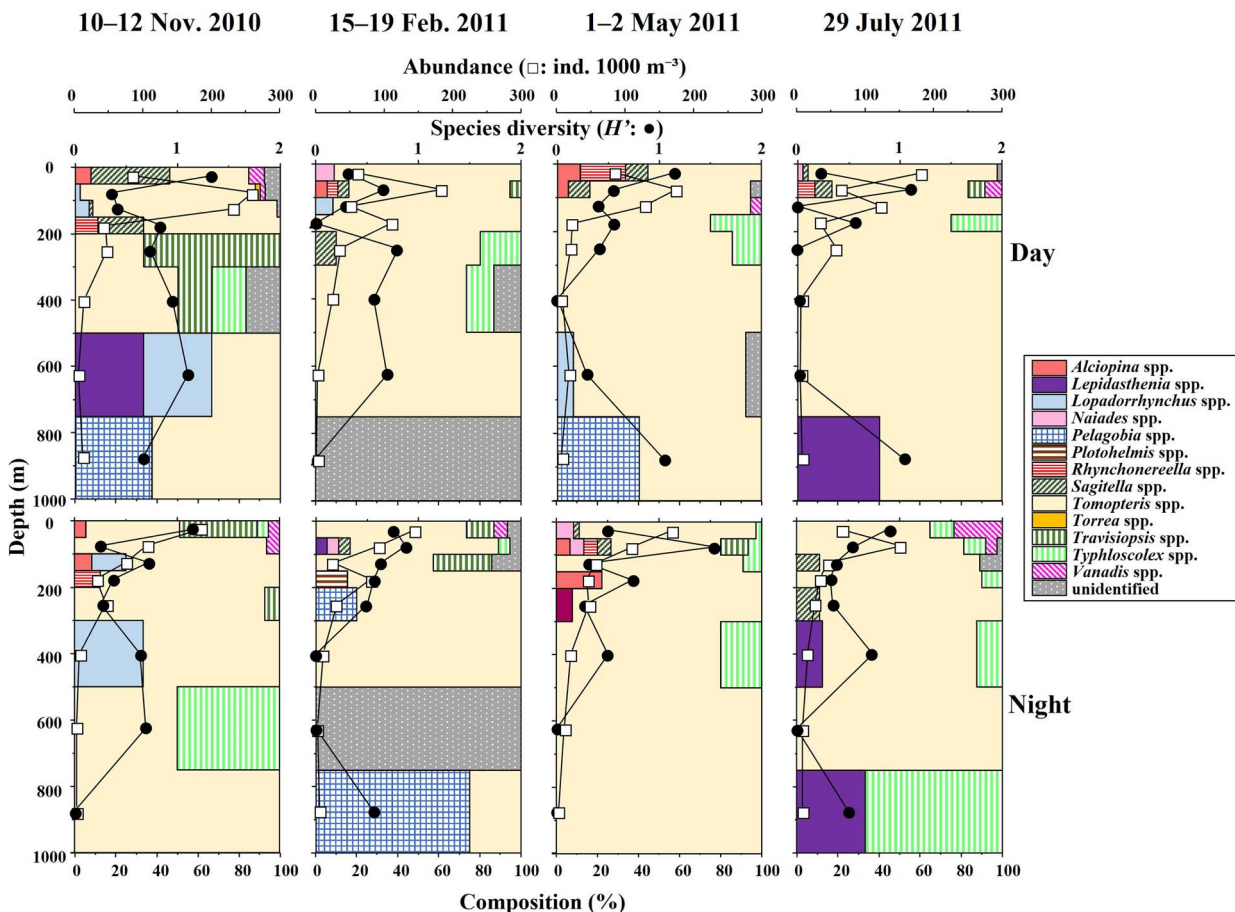 10–12 Nov. 2010 15–19 Feb. 2011 1–2 May 2011 29 July 2011
Abundance (□: ind. 1000 m⁻³)
0 100 200 300 0 100 200 300 0 100 200 300 0 100 200 300
Species diversity (H’: ●)
0 1 2 0 1 2 0 1 2 0 1 2
0
200
400
600
800
1000
Day
Alciopina spp.
Lepidasthenia spp.
Lopadorrhynchus spp.
Naiades spp.
Pelagobia spp.
Plotohelmis spp.
Rhynchonereella spp.
Sagitella spp.
Tomopteris spp.
Torrea spp.
Travisiopsis spp.
Typhloscolex spp.
Vanadis spp.
unidentified
Depth (m)
0
200
400
600
800
1000
Night
0 20 40 60 80 100 0 20 40 60 80 100 0 20 40 60 80 100 0 20 40 60 80 100
Composition (%)